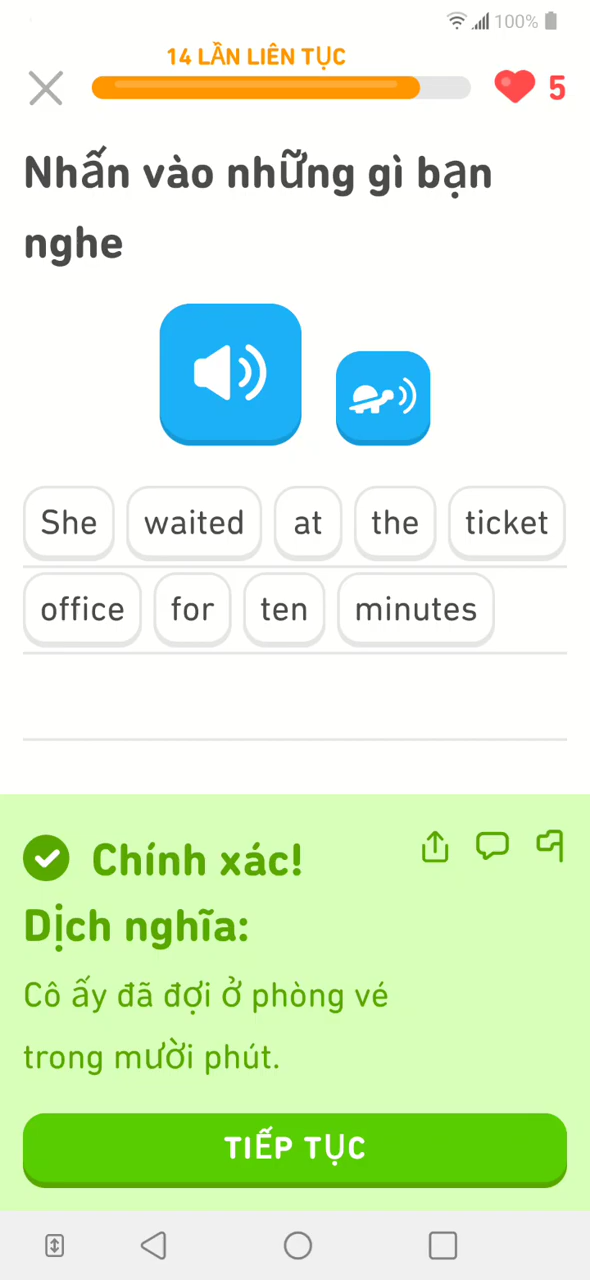 100%
14 LẦN LIÊN TỤC
5
Nhấn vào những gì bạn
nghe
She waited at the ticket
office for ten minutes
Chính xác!
Dịch nghĩa:
Cô ấy đã đợi ở phòng vé
trong mười phút.
TIẾP TỤC